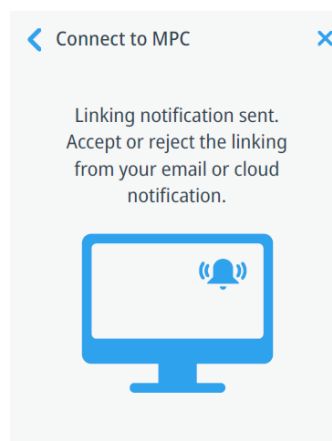 Connect to MPC
Linking notification sent.
Accept or reject the linking
from your email or cloud
notification.